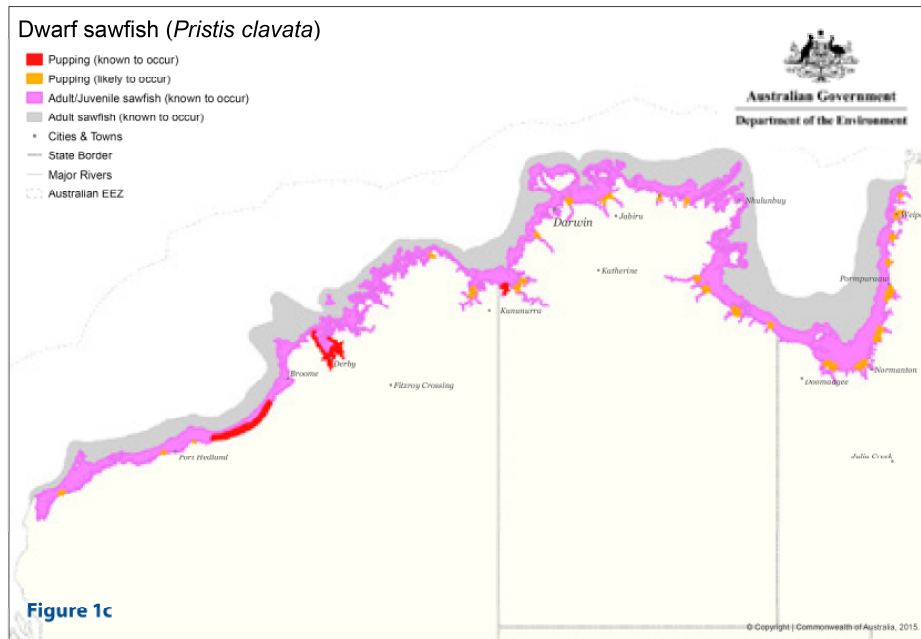 Dwarf sawfish (Pristis clavata)
Pupping (known to occur)
Pupping (likely to occur)
Adult/Juvenile sawfish (known to occur)
Adult sawfish (known to occur)
Cities & Towns
State Border
Major Rivers
Australian EEZ
Australian Government
Department of the Environment
Nhulunbuy
Jabiru
Darwin
Weipa
Katherine
Pormpuraaw
Kununurra
Derby
Broome
Fitzroy Crossing
Normanton
Doomadgee
Port Hedland
Julia Creek
Figure 1c
© Copyright | Commonwealth of Australia, 2015.